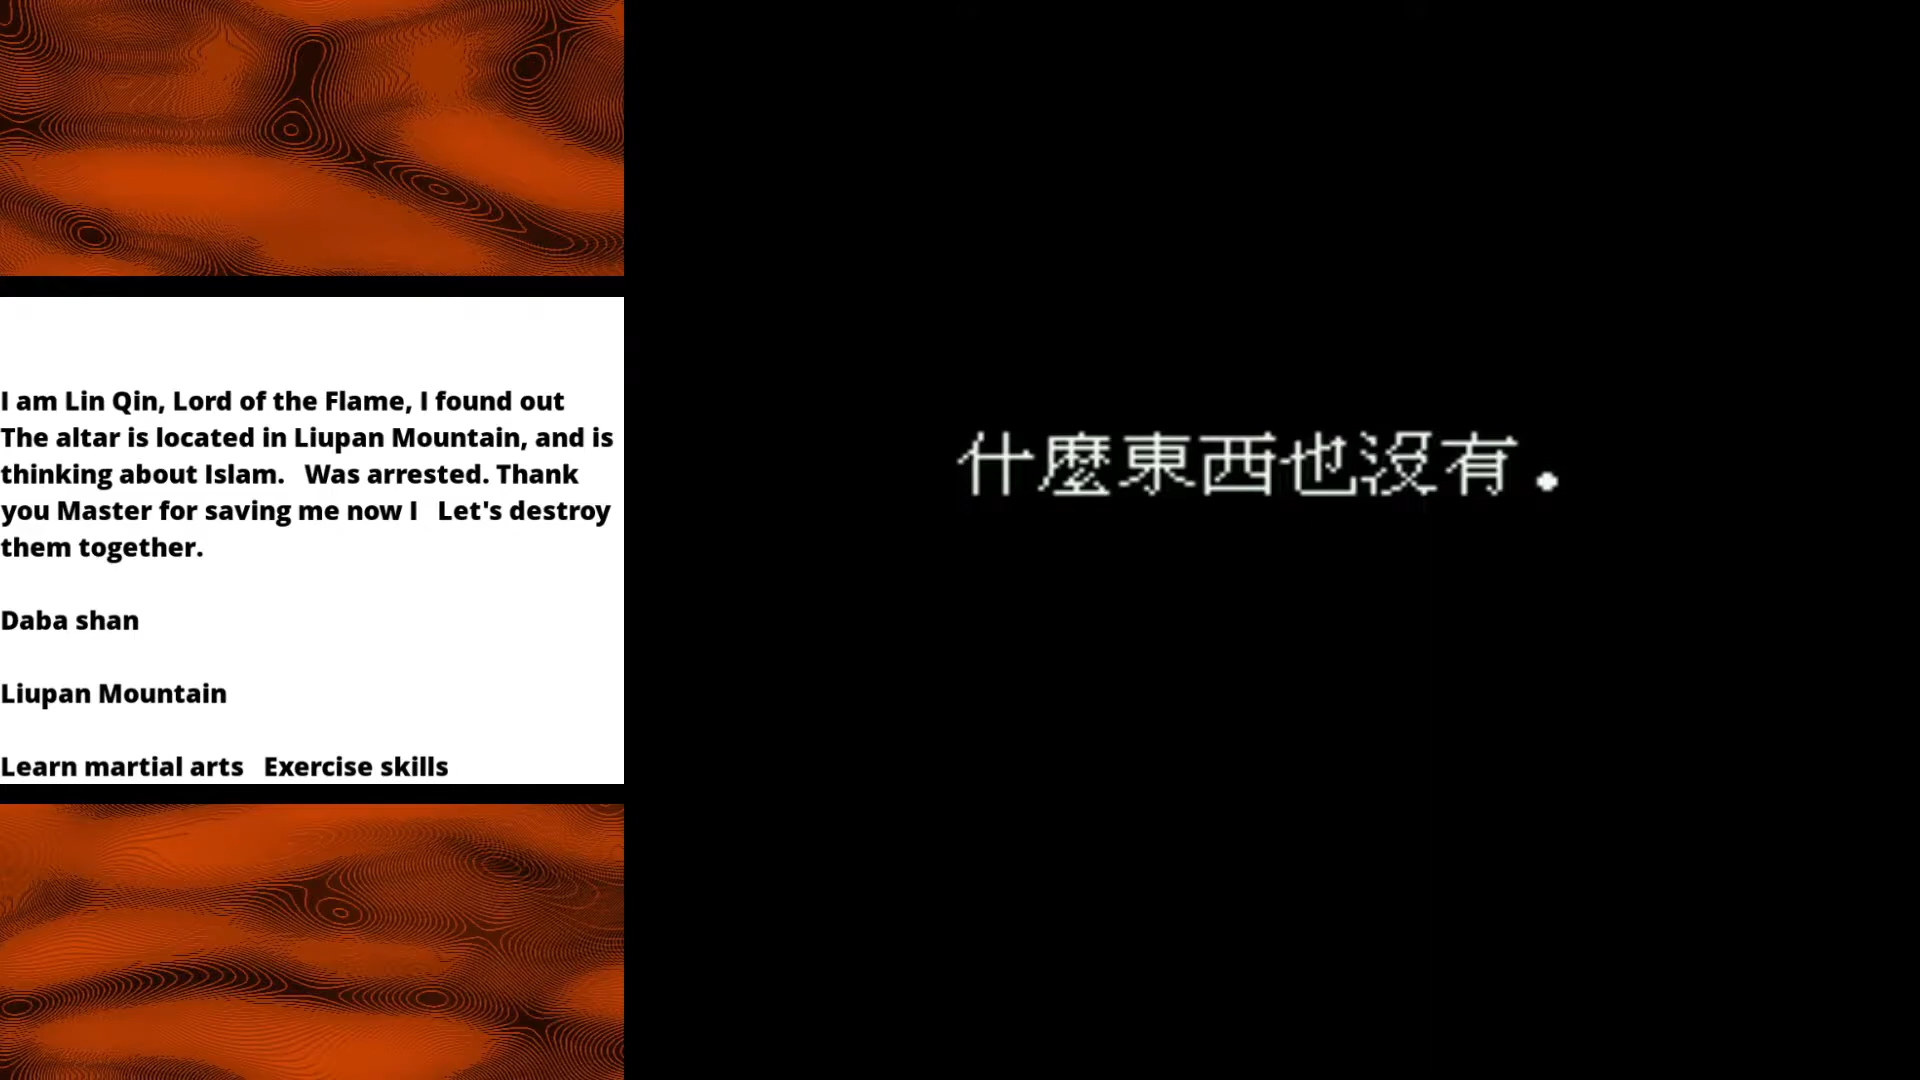 I am Lin Qin, Lord of the Flame, I found out
The altar is located in Liupan Mountain, and is
thinking about Islam.   Was arrested. Thank
you Master for saving me now I   Let's destroy
them together.
Daba shan
Liupan Mountain
Learn martial arts   Exercise skills
什麼東西也沒有.